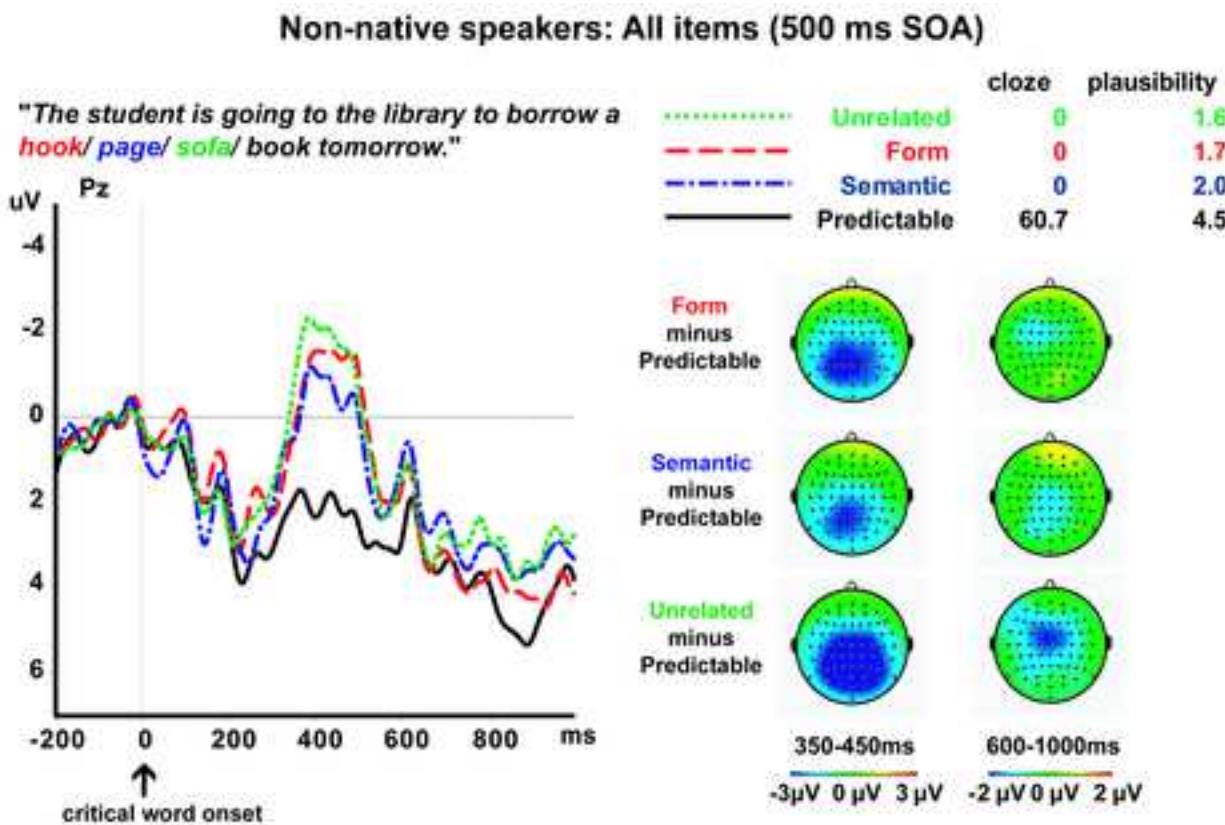 Non-native speakers: All items (500 ms SOA)
cloze plausibility
"The student is going to the library to borrow a
hook/ page/ sofa/ book tomorrow."
Unrelated 0 1.6
Form 0 1.7
Semantic 0 2.0
Predictable 60.7 4.5
uV Pz
-4
-2
0
2
4
6
-200 0 200 400 600 800 ms
critical word onset
Form
minus
Predictable
Semantic
minus
Predictable
Unrelated
minus
Predictable
350-450ms 600-1000ms
-3µV 0 µV 3 µV -2 µV 0 µV 2 µV